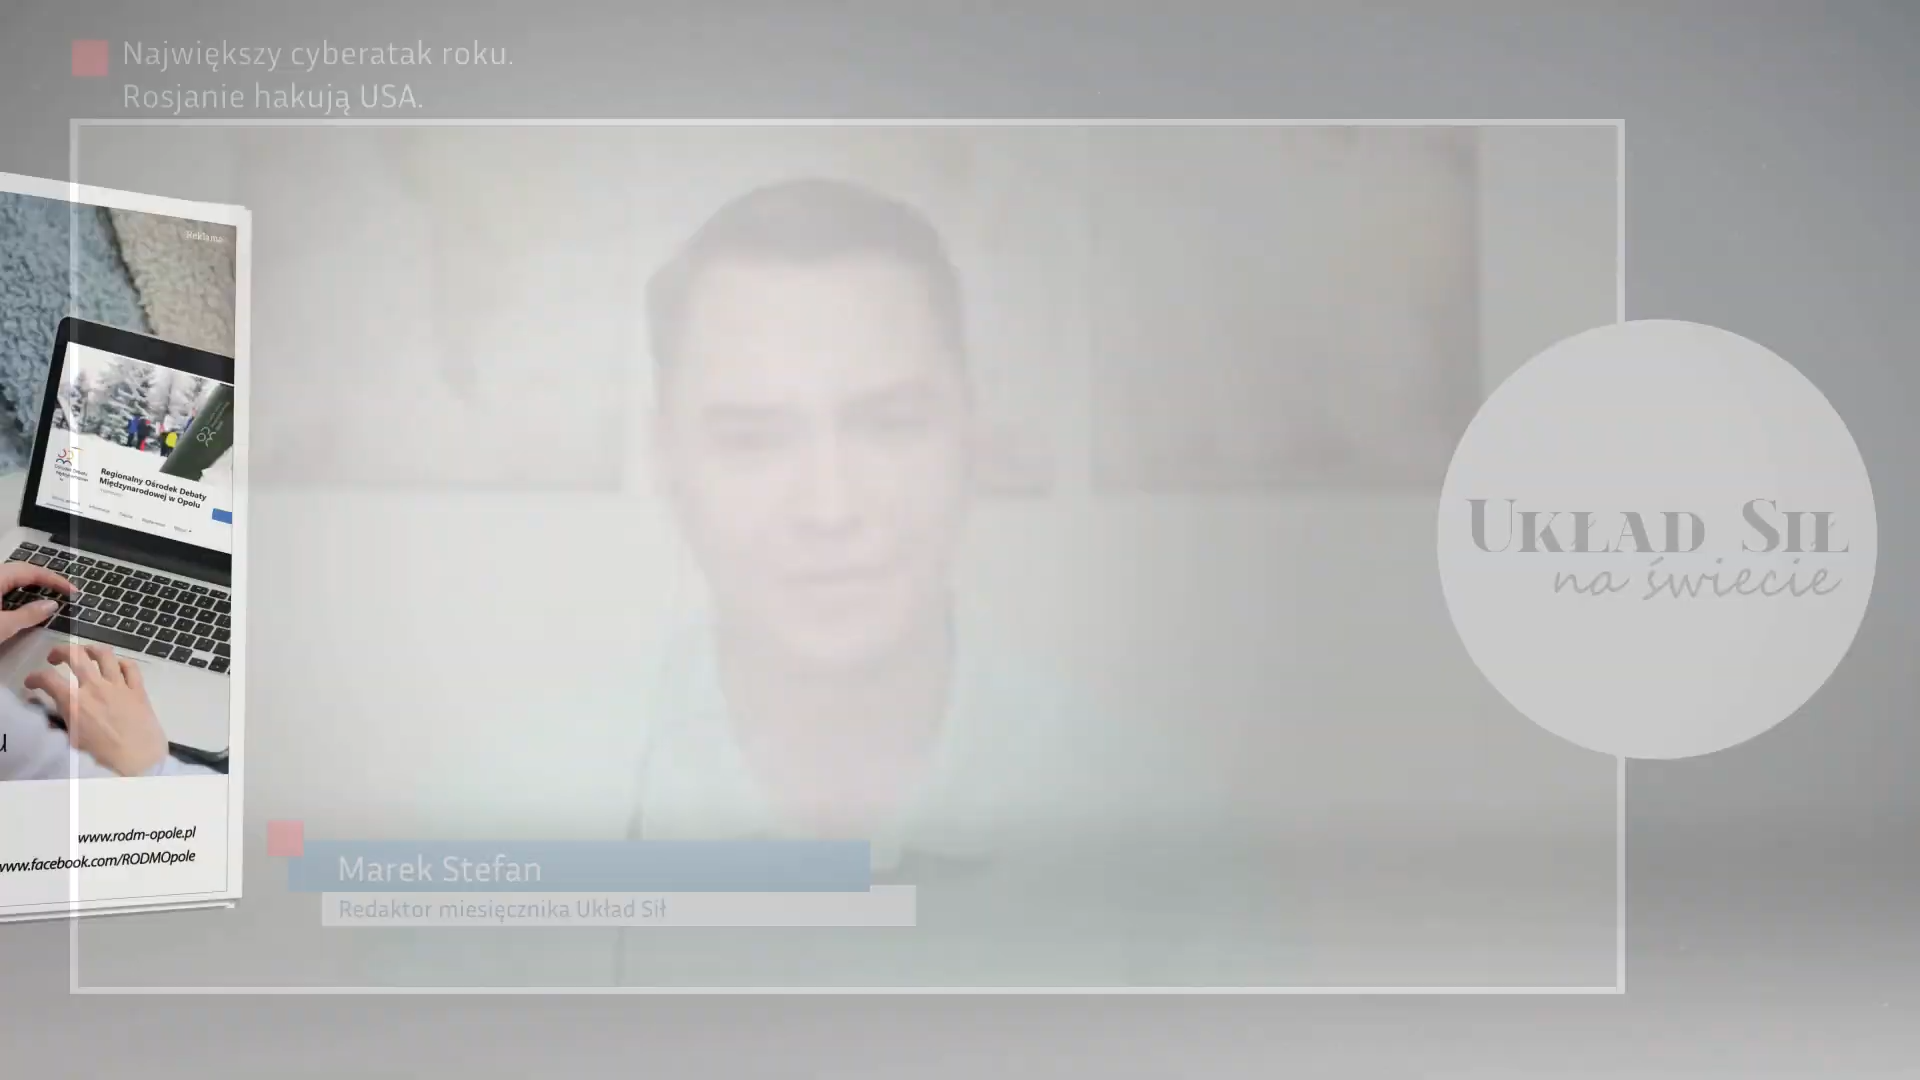 Największy cyberatak roku.
Rosjanie hakują USA.
Reklama
Regionalny Ośrodek Debaty
Międzynarodowej w Opolu
www.rodm-opole.pl
www.facebook.com/RODMOpole
UKŁAD SIŁ
na świecie
Marek Stefan
Redaktor miesięcznika Układ Sił